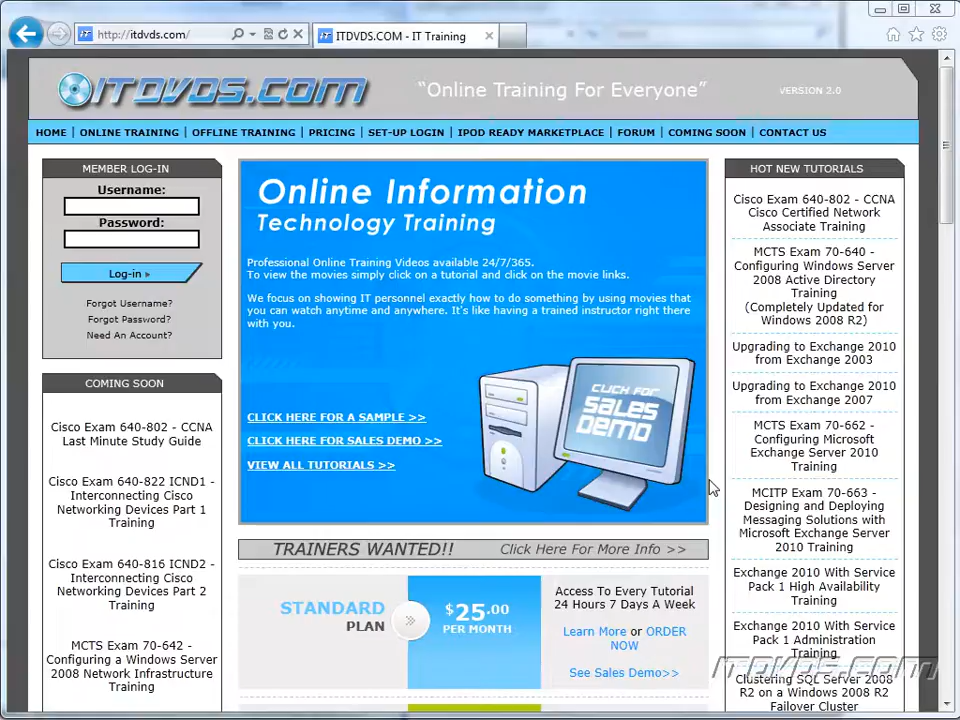 http://itdvds.com/
ITDVDS.COM - IT Training
ITDVDS.COM
“Online Training For Everyone”
VERSION 2.0
HOME | ONLINE TRAINING | OFFLINE TRAINING | PRICING | SET-UP LOGIN | IPOD READY MARKETPLACE | FORUM | COMING SOON | CONTACT US
MEMBER LOG-IN
Username:
Password:
Log-in »
Forgot Username?
Forgot Password?
Need An Account?
COMING SOON
Cisco Exam 640-802 - CCNA
Last Minute Study Guide
Cisco Exam 640-822 ICND1 -
Interconnecting Cisco
Networking Devices Part 1
Training
Cisco Exam 640-816 ICND2 -
Interconnecting Cisco
Networking Devices Part 2
Training
MCTS Exam 70-642 -
Configuring a Windows Server
2008 Network Infrastructure
Training
Online Information
Technology Training
Professional Online Training Videos available 24/7/365.
To view the movies simply click on a tutorial and click on the movie links.
We focus on showing IT personnel exactly how to do something by using movies that
you can watch anytime and anywhere. It's like having a trained instructor right there
with you.
CLICK HERE FOR A SAMPLE >>
CLICK HERE FOR SALES DEMO >>
VIEW ALL TUTORIALS >>
CLICK FOR
SALES
DEMO
TRAINERS WANTED!! Click Here For More Info >>
STANDARD
PLAN
»
$25.00
PER MONTH
Access To Every Tutorial
24 Hours 7 Days A Week
Learn More or ORDER
NOW
See Sales Demo>>
HOT NEW TUTORIALS
Cisco Exam 640-802 - CCNA
Cisco Certified Network
Associate Training
MCTS Exam 70-640 -
Configuring Windows Server
2008 Active Directory
Training
(Completely Updated for
Windows 2008 R2)
Upgrading to Exchange 2010
from Exchange 2003
Upgrading to Exchange 2010
from Exchange 2007
MCTS Exam 70-662 -
Configuring Microsoft
Exchange Server 2010
Training
MCITP Exam 70-663 -
Designing and Deploying
Messaging Solutions with
Microsoft Exchange Server
2010 Training
Exchange 2010 With Service
Pack 1 High Availability
Training
Exchange 2010 With Service
Pack 1 Administration
Training
Clustering SQL Server 2008
R2 on a Windows 2008 R2
Failover Cluster
ITDVDS.COM